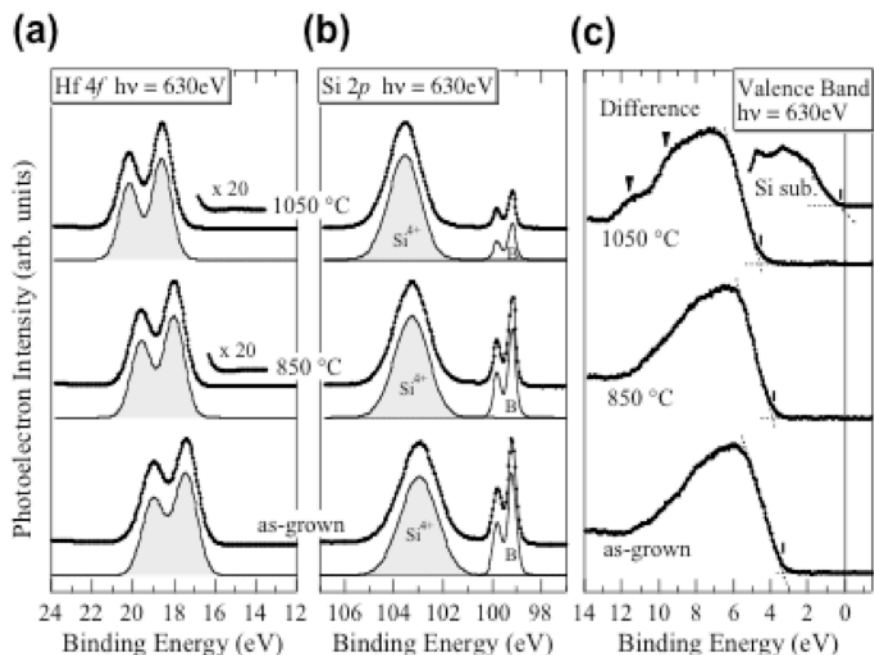 (a)
(b)
(c)
Hf 4f hν = 630eV
Si 2p hν = 630eV
Valence Band
hν = 630eV
Difference
x 20
1050 °C
Si⁴⁺
B
Si sub.
1050 °C
x 20
850 °C
Si⁴⁺
B
850 °C
as-grown
Si⁴⁺
B
as-grown
Photoelectron Intensity (arb. units)
24 22 20 18 16 14 12
106 104 102 100 98
14 12 10 8 6 4 2 0
Binding Energy (eV)
Binding Energy (eV)
Binding Energy (eV)